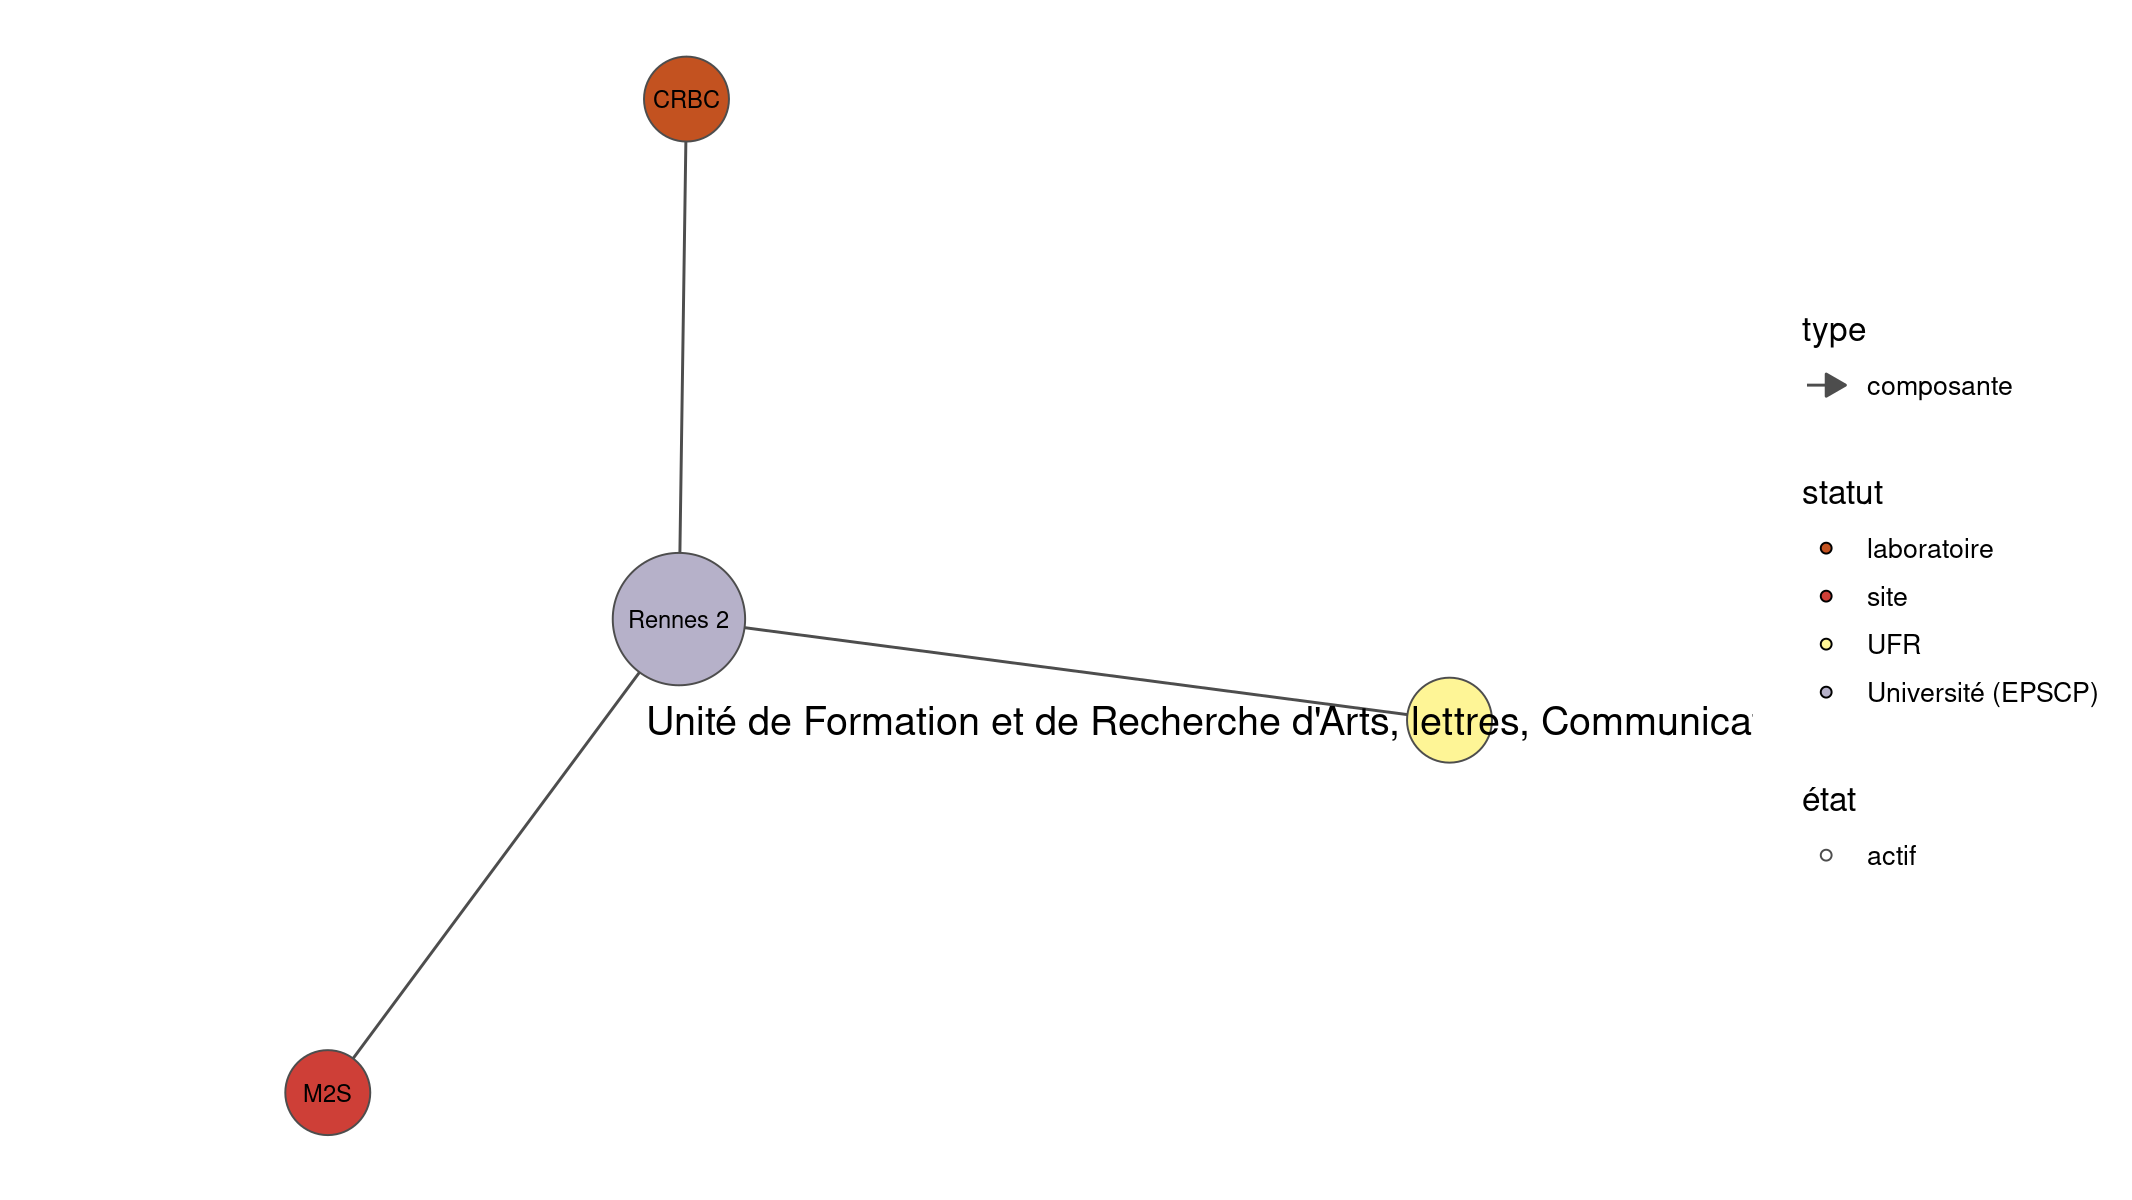 CRBC
Rennes 2
Unité de Formation et de Recherche d'Arts, lettres, Communica
M2S
type
composante
statut
laboratoire
site
UFR
Université (EPSCP)
état
actif